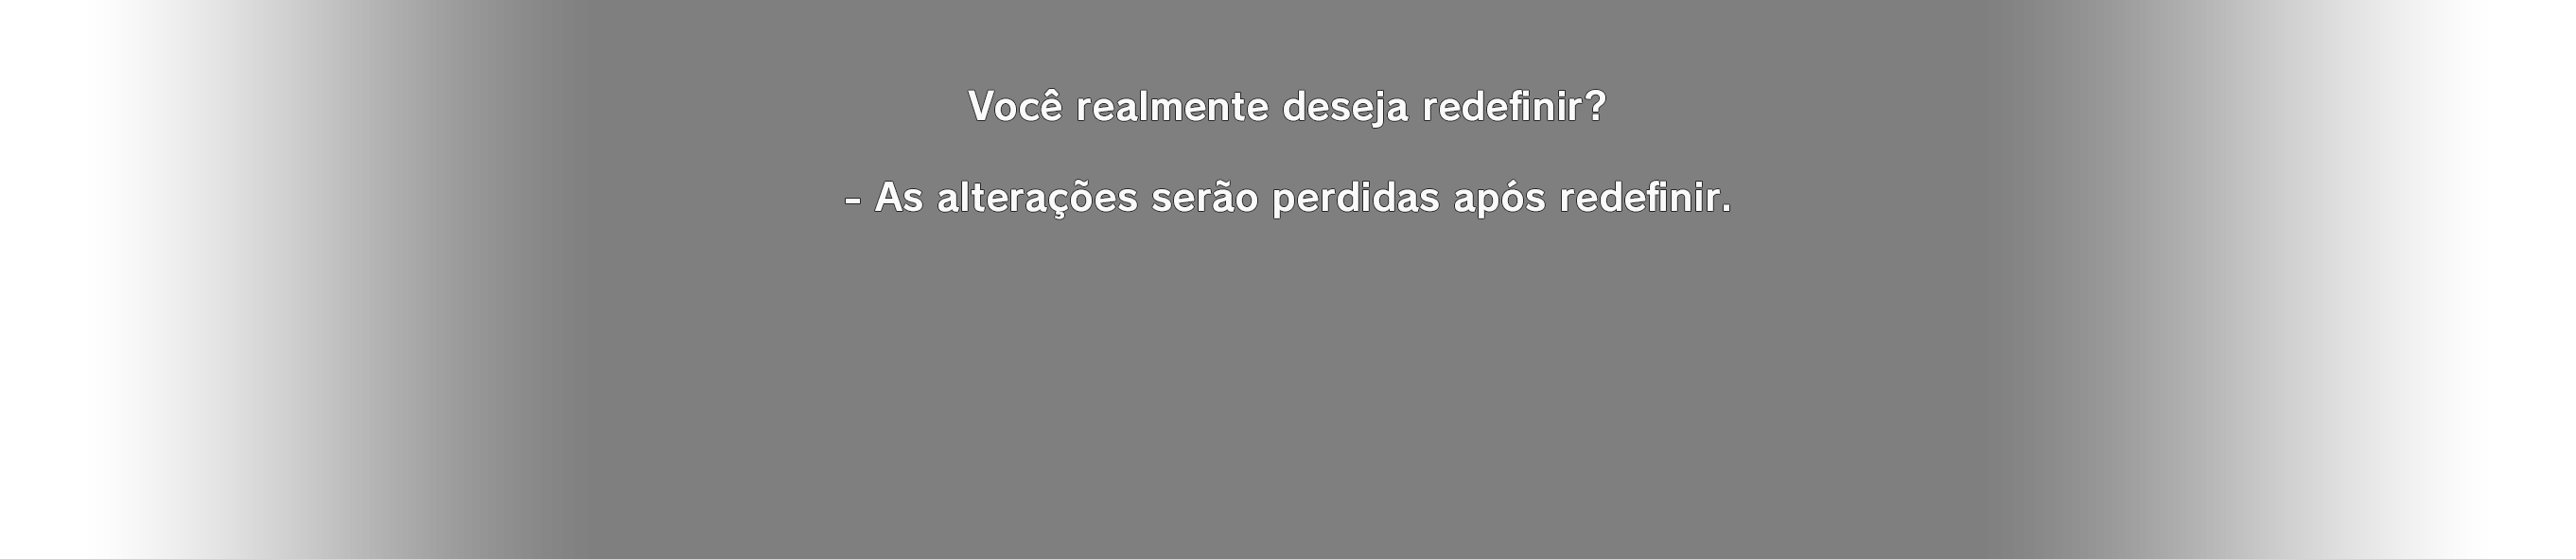 Você realmente deseja redefinir?
- As alterações serão perdidas após redefinir.